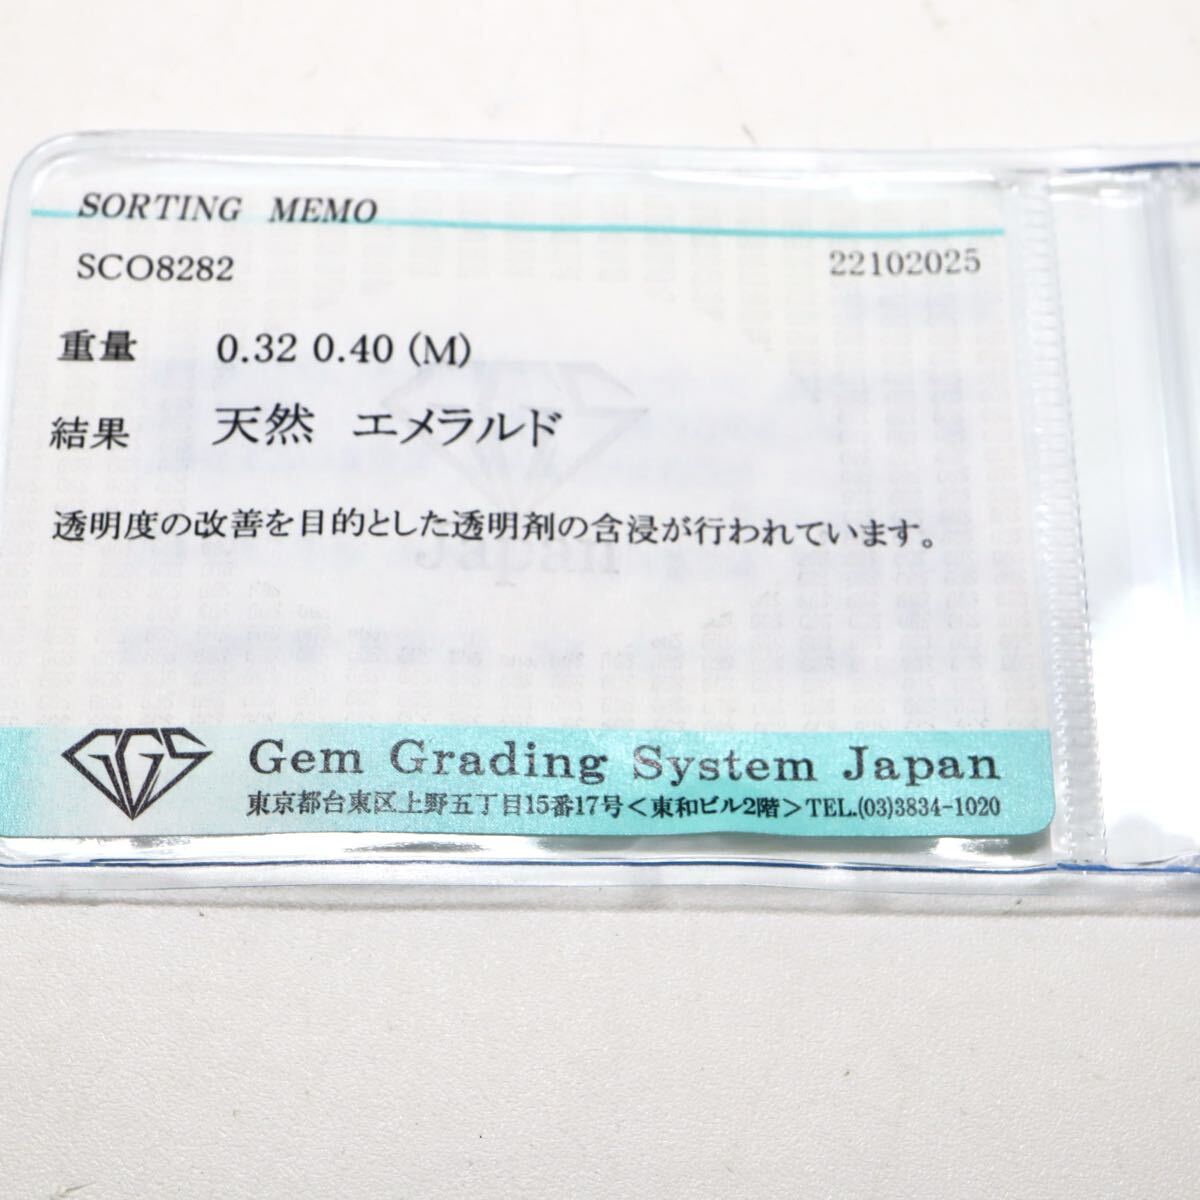 SORTING MEMO
SCO8282 22102025
重量 0.32 0.40 (M)
結果 天然 エメラルド
透明度の改善を目的とした透明剤の含浸が行われています。
GGS Gem Grading System Japan
東京都台東区上野五丁目15番17号＜東和ビル2階＞TEL.(03)3834-1020